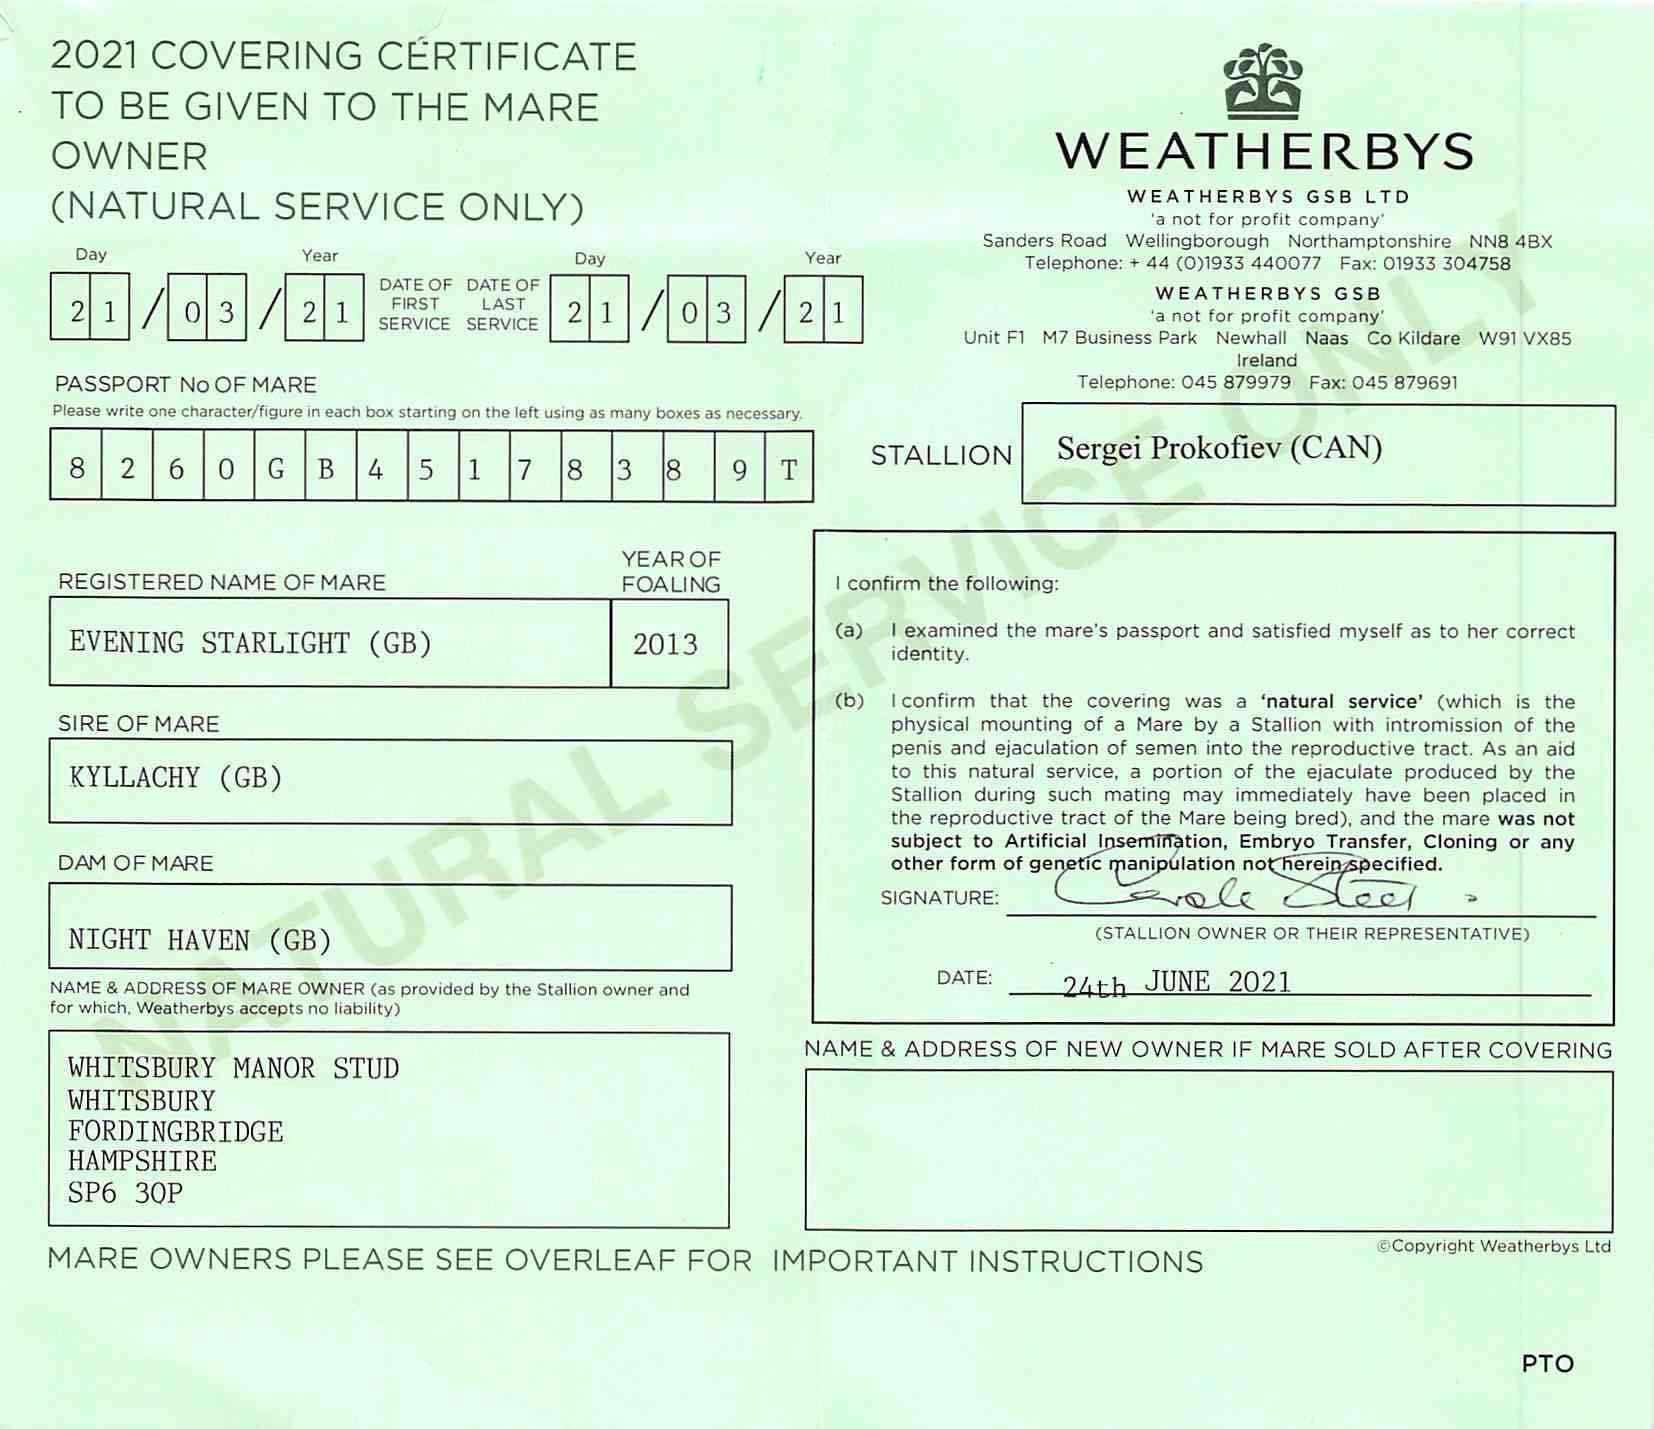 2021 COVERING CERTIFICATE
TO BE GIVEN TO THE MARE
OWNER
(NATURAL SERVICE ONLY)
Day Year
21/03/21
DATE OF FIRST SERVICE
DATE OF LAST SERVICE
Day Year
21/03/21
PASSPORT No OF MARE
Please write one character/figure in each box starting on the left using as many boxes as necessary.
8260GB45178389T
REGISTERED NAME OF MARE
YEAR OF FOALING
EVENING STARLIGHT (GB)
2013
SIRE OF MARE
KYLLACHY (GB)
DAM OF MARE
NIGHT HAVEN (GB)
NAME & ADDRESS OF MARE OWNER (as provided by the Stallion owner and
for which, Weatherbys accepts no liability)
WHITSBURY MANOR STUD
WHITSBURY
FORDINGBRIDGE
HAMPSHIRE
SP6 3QP
WEATHERBYS
WEATHERBYS GSB LTD
'a not for profit company'
Sanders Road Wellingborough Northamptonshire NN8 4BX
Telephone: + 44 (0)1933 440077 Fax: 01933 304758
WEATHERBYS GSB
'a not for profit company'
Unit F1 M7 Business Park Newhall Naas Co Kildare W91 VX85
Ireland
Telephone: 045 879979 Fax: 045 879691
STALLION
Sergei Prokofiev (CAN)
I confirm the following:
(a) I examined the mare's passport and satisfied myself as to her correct
identity.
(b) I confirm that the covering was a 'natural service' (which is the
physical mounting of a Mare by a Stallion with intromission of the
penis and ejaculation of semen into the reproductive tract. As an aid
to this natural service, a portion of the ejaculate produced by the
Stallion during such mating may immediately have been placed in
the reproductive tract of the Mare being bred), and the mare was not
subject to Artificial Insemination, Embryo Transfer, Cloning or any
other form of genetic manipulation not herein specified.
SIGNATURE: Carole Steel
(STALLION OWNER OR THEIR REPRESENTATIVE)
DATE: 24th JUNE 2021
NAME & ADDRESS OF NEW OWNER IF MARE SOLD AFTER COVERING
©Copyright Weatherbys Ltd
MARE OWNERS PLEASE SEE OVERLEAF FOR IMPORTANT INSTRUCTIONS
PTO
NATURAL SERVICE ONLY